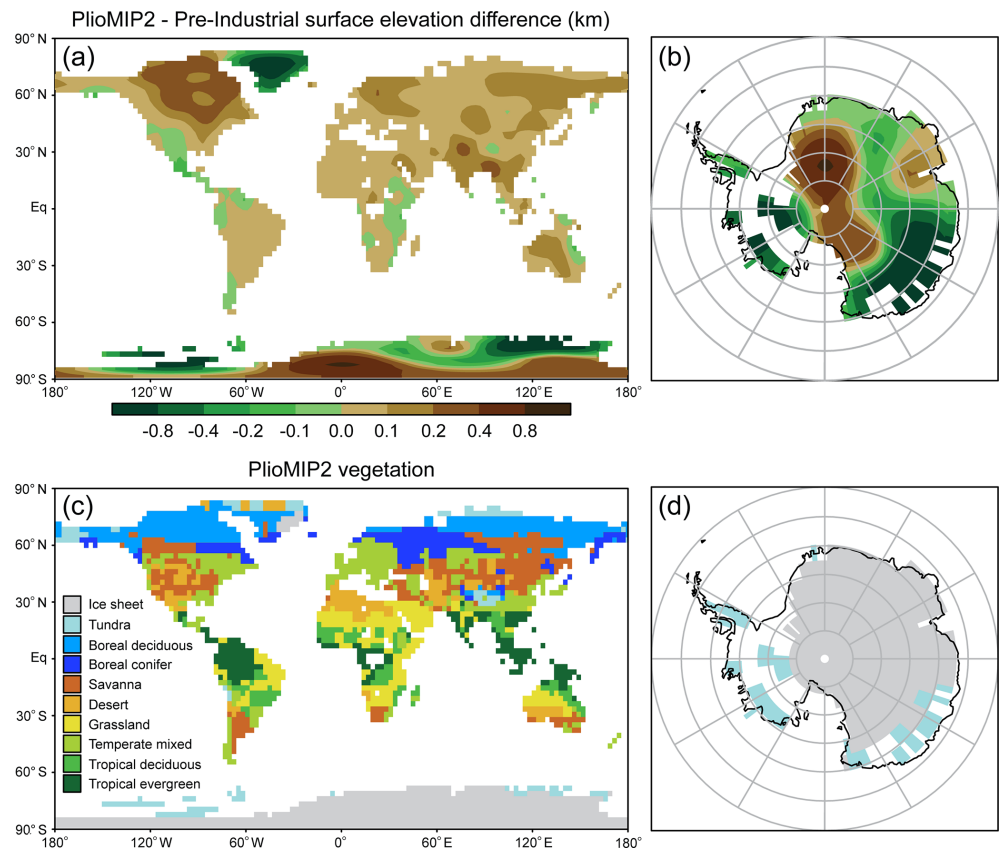 PlioMIP2 - Pre-Industrial surface elevation difference (km)
(a)
90° N
60° N
30° N
Eq
30° S
60° S
90° S
180° 120° W 60° W 0° 60° E 120° E 180°
-0.8 -0.4 -0.2 -0.1 0.0 0.1 0.2 0.4 0.8
(b)
PlioMIP2 vegetation
(c)
90° N
60° N
30° N
Eq
30° S
60° S
90° S
Ice sheet
Tundra
Boreal deciduous
Boreal conifer
Savanna
Desert
Grassland
Temperate mixed
Tropical deciduous
Tropical evergreen
180° 120° W 60° W 0° 60° E 120° E 180°
(d)